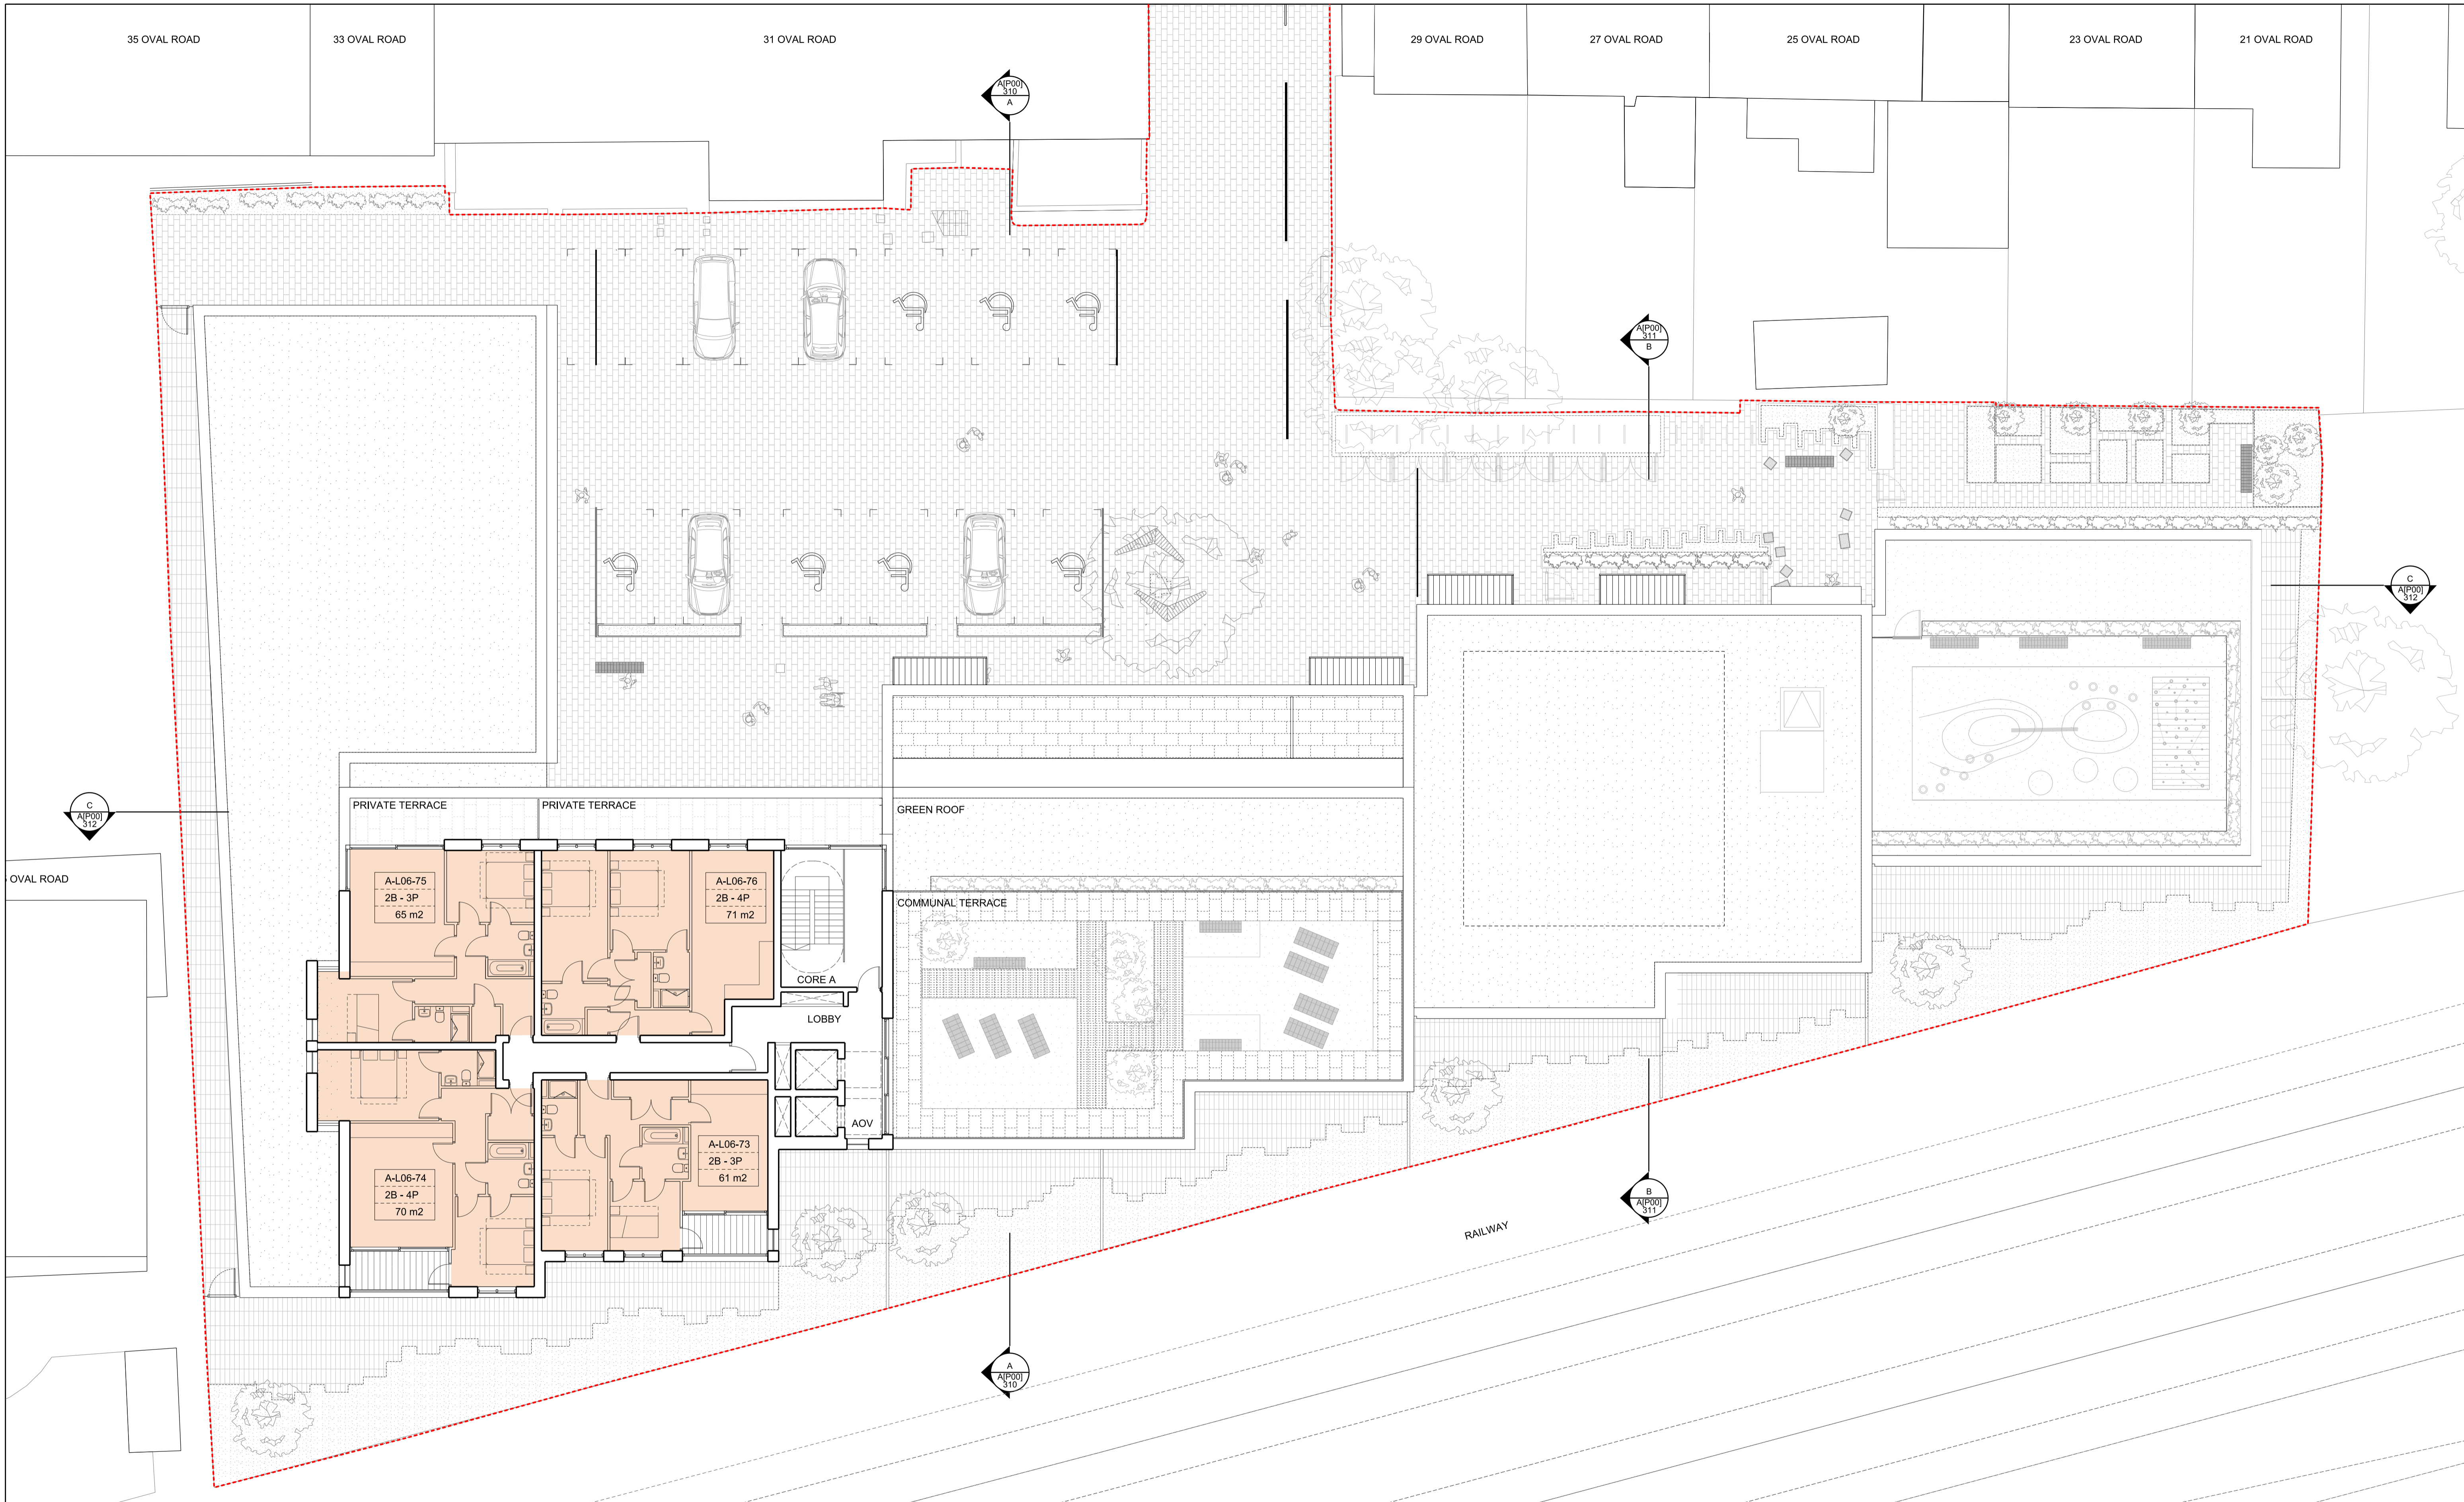 35 OVAL ROAD
33 OVAL ROAD
31 OVAL ROAD
29 OVAL ROAD
27 OVAL ROAD
25 OVAL ROAD
23 OVAL ROAD
21 OVAL ROAD
A[P00]
310
A
A[P00]
311
B
C
A[P00]
312
C
A[P00]
312
PRIVATE TERRACE
PRIVATE TERRACE
GREEN ROOF
OVAL ROAD
A-L06-75
2B - 3P
65 m2
A-L06-76
2B - 4P
71 m2
COMMUNAL TERRACE
CORE A
LOBBY
AOV
A-L06-73
2B - 3P
61 m2
A-L06-74
2B - 4P
70 m2
B
A[P00]
311
RAILWAY
A
A[P00]
310